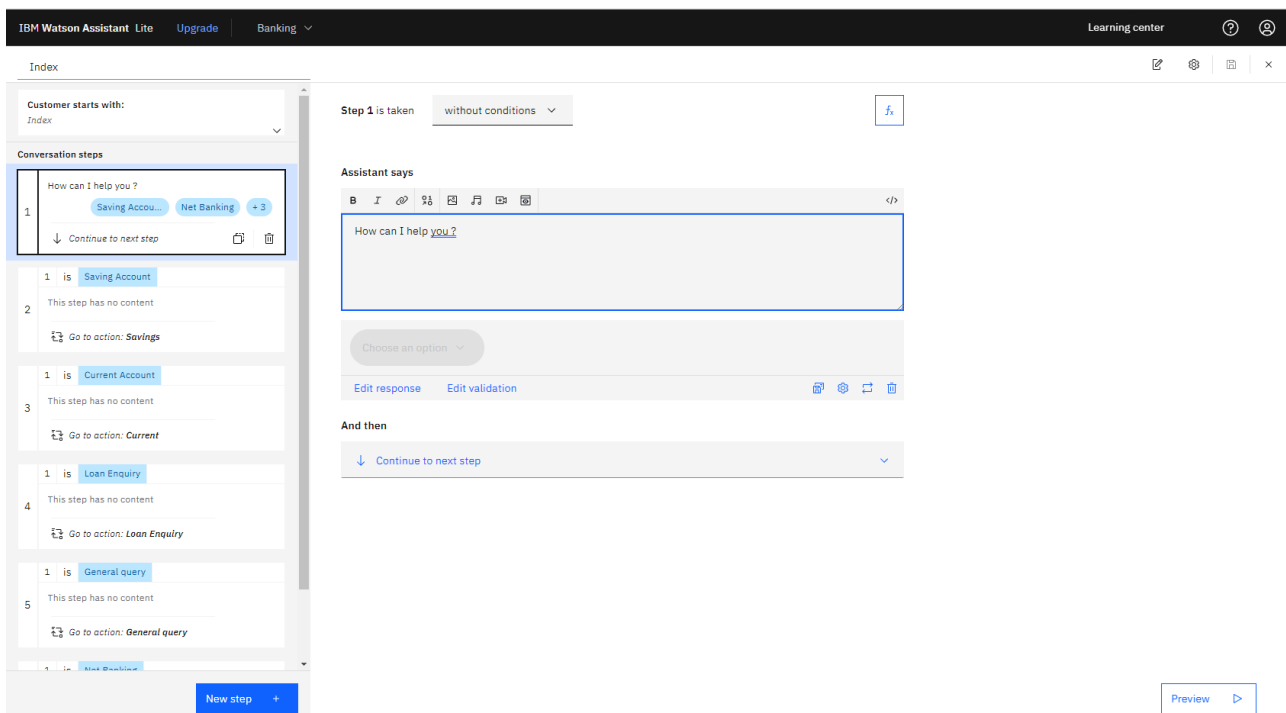 IBM Watson Assistant Lite Upgrade Banking Learning center
Index
Customer starts with:
Index
Conversation steps
1
How can I help you ?
Saving Accou... Net Banking + 3
Continue to next step
1 is Saving Account
2
This step has no content
Go to action: Savings
1 is Current Account
3
This step has no content
Go to action: Current
1 is Loan Enquiry
4
This step has no content
Go to action: Loan Enquiry
1 is General query
5
This step has no content
Go to action: General query
1 is Net Banking
New step +
Step 1 is taken without conditions
fx
Assistant says
B I </>
How can I help you ?
Choose an option
Edit response Edit validation
And then
Continue to next step
Preview